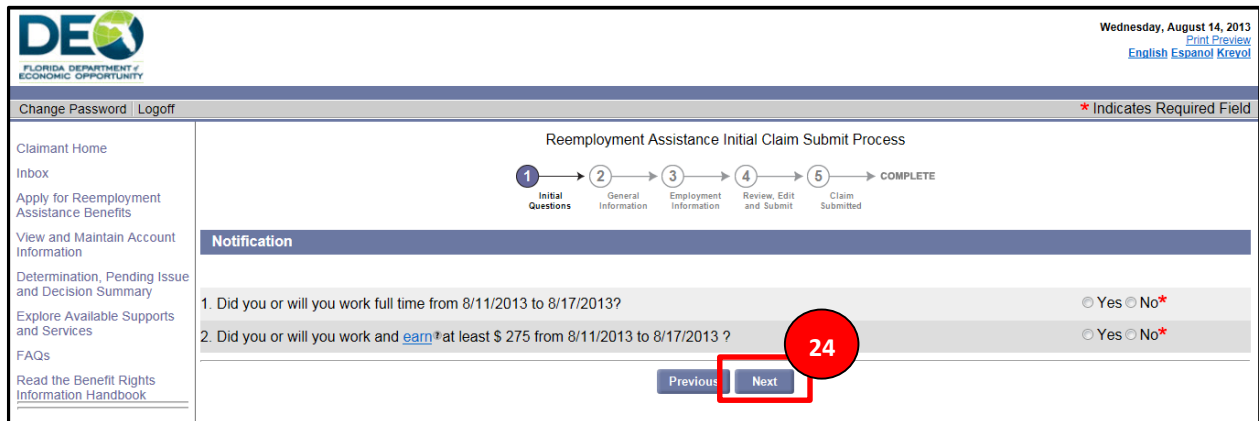 DEO
FLORIDA DEPARTMENT of
ECONOMIC OPPORTUNITY
Wednesday, August 14, 2013
Print Preview
English Espanol Kreyol
Change Password | Logoff
* Indicates Required Field
Claimant Home
Inbox
Apply for Reemployment
Assistance Benefits
View and Maintain Account
Information
Determination, Pending Issue
and Decision Summary
Explore Available Supports
and Services
FAQs
Read the Benefit Rights
Information Handbook
Reemployment Assistance Initial Claim Submit Process
1 2 3 4 5 COMPLETE
Initial
Questions
General
Information
Employment
Information
Review, Edit
and Submit
Claim
Submitted
Notification
1. Did you or will you work full time from 8/11/2013 to 8/17/2013? Yes No*
2. Did you or will you work and earn at least $ 275 from 8/11/2013 to 8/17/2013 ? Yes No*
24
Previous Next